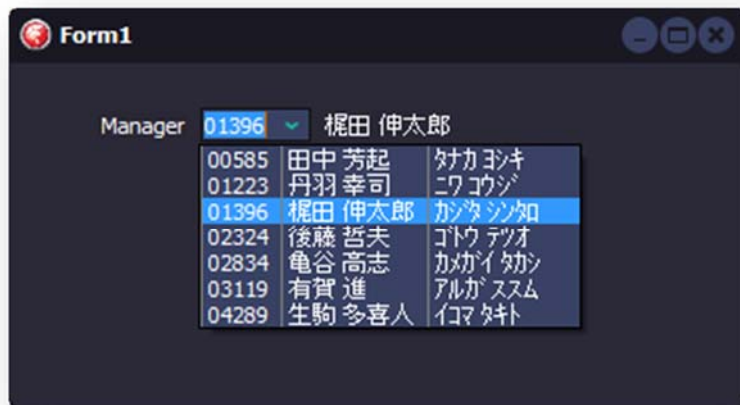 Form1
Manager 01396 梶田 伸太郎
00585 田中 芳起 ﾀﾅｶ ﾖｼｷ
01223 丹羽 幸司 ﾆﾜ ｺｳｼﾞ
01396 梶田 伸太郎 ｶｼﾞﾀ ｼﾝﾀﾛ
02324 後藤 哲夫 ｺﾞﾄｳ ﾃﾂｵ
02834 亀谷 高志 ｶﾒｶﾞｲ ﾀｶｼ
03119 有賀 進 ｱﾙｶﾞ ｽｽﾑ
04289 生駒 多喜人 ｲｺﾏ ﾀｷﾄ